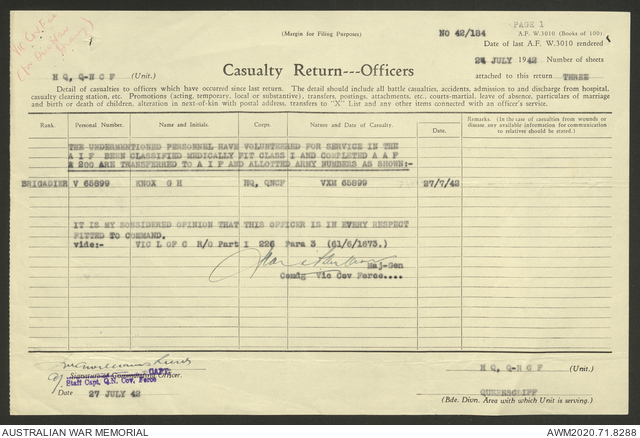 PAGE 1
(Margin for Filing Purposes)
NO 42/184
A.F. W.3010 (Books of 100)
Date of last A.F. W.3010 rendered
24 JULY 1942 Number of sheets
H Q, Q-N C F (Unit.)
Casualty Return---Officers
attached to this return THREE
Detail of casualties to officers which have occurred since last return. The detail should include all battle casualties, accidents, admission to and discharge from hospital,
casualty clearing station, etc. Promotions (acting, temporary, local or substantive), transfers, postings, attachments, etc., courts-martial, leave of absence, particulars of marriage
and birth or death of children, alteration in next-of-kin with postal address, transfers to "X" List and any other items connected with an officer's service.
Rank. Personal Number. Name and Initials. Corps. Nature and Date of Casualty. Date. Remarks. (In the case of casualties from wounds or disease, any available information for communication to relatives should be stated.)
THE UNDERMENTIONED PERSONNEL HAVE VOLUNTEERED FOR SERVICE IN THE
A I F BEEN CLASSIFIED MEDICALLY FIT CLASS I AND COMPLETED A A F
A 200 ARE TRANSFERRED TO A I F AND ALLOTTED ARMY NUMBERS AS SHOWN:-
BRIGADIER V 65899 KNOX G H HQ, QNCF VXM 65899 27/7/42
IT IS MY SONSIDERED OPINION THAT THIS OFFICER IS IN EVERY RESPECT
FITTED TO COMMAND.
vide:- VIC L OF C R/O Part I 226 Para 3 (61/6/1673.)
Maj-Gen
Comdg Vic Cov Force....
CAPT.
Signature of Commanding Officer.
Staff Capt. Q.N. Cov. Force
Date 27 JULY 42
H Q, Q-N C F (Unit.)
QUEENSCLIFF
(Bde. Divn. Area with which Unit is serving.)
AUSTRALIAN WAR MEMORIAL
AWM2020.71.8288